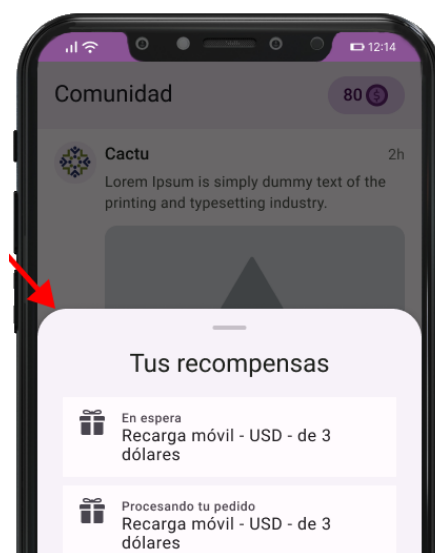 12:14
Comunidad
80
Cactu 2h
Lorem Ipsum is simply dummy text of the
printing and typesetting industry.
Tus recompensas
En espera
Recarga móvil - USD - de 3
dólares
Procesando tu pedido
Recarga móvil - USD - de 3
dólares